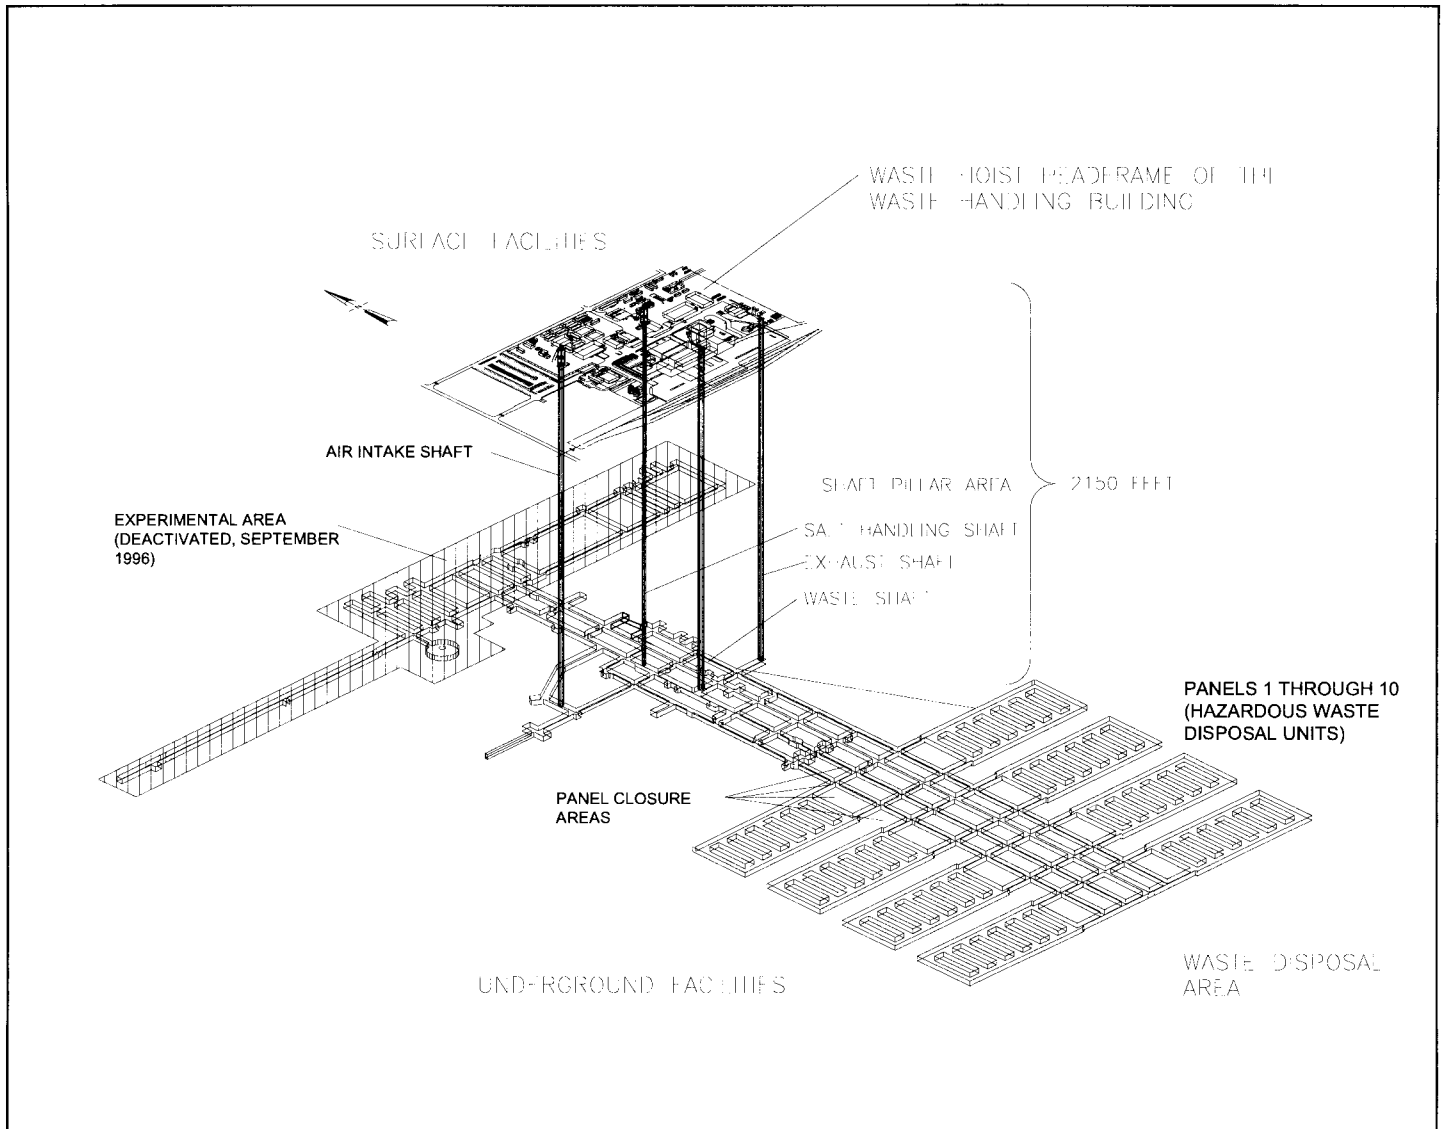 WASTE HOIST HEADFRAME OF THE
WASTE HANDLING BUILDING
SURFACE FACILITIES
AIR INTAKE SHAFT
SHAFT PILLAR AREA
2150 FEET
EXPERIMENTAL AREA
(DEACTIVATED, SEPTEMBER
1996)
SALT HANDLING SHAFT
EXHAUST SHAFT
WASTE SHAFT
PANELS 1 THROUGH 10
(HAZARDOUS WASTE
DISPOSAL UNITS)
PANEL CLOSURE
AREAS
UNDERGROUND FACILITIES
WASTE DISPOSAL
AREA